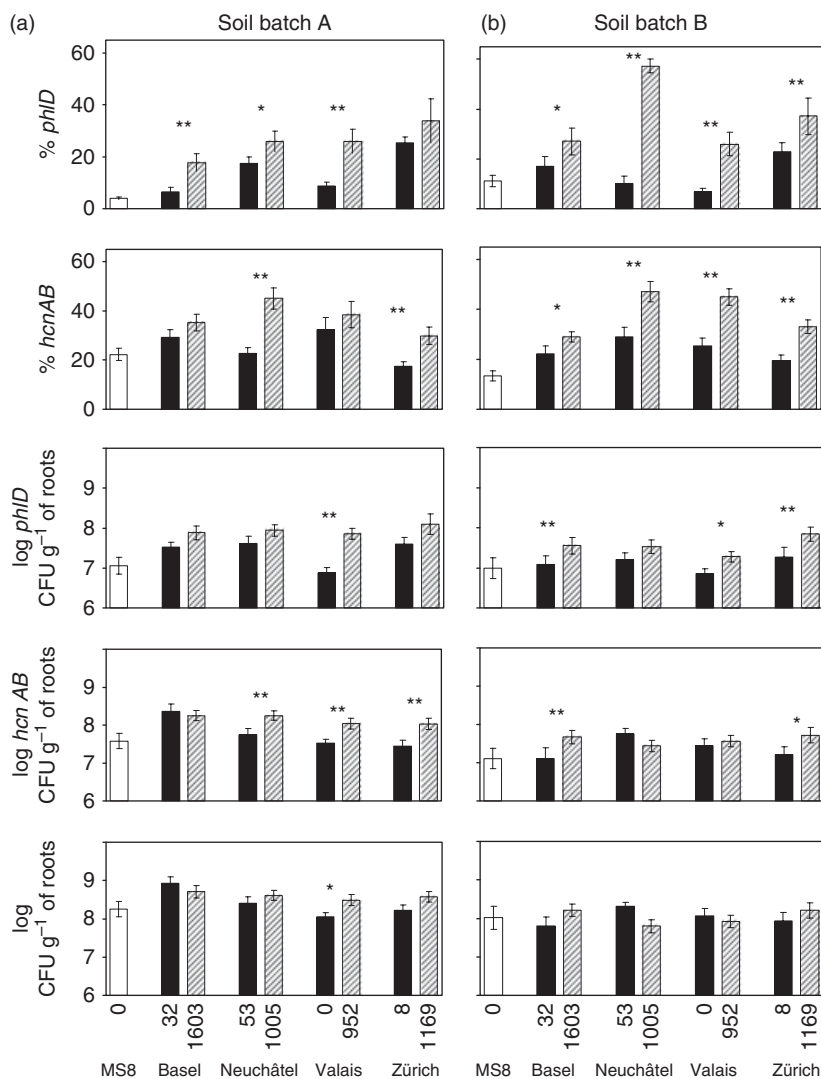 (a) Soil batch A (b) Soil batch B
% phlD
60
40
20
0
** * **
* ** ** **
% hcnAB
60
40
20
0
** **
* ** ** **
log phlD
CFU g−1 of roots
9
8
7
6
**
** * **
log hcn AB
CFU g−1 of roots
9
8
7
6
** ** **
** *
log
CFU g−1 of roots
9
8
7
6
*
0 32 1603 53 1005 0 952 8 1169
0 32 1603 53 1005 0 952 8 1169
MS8 Basel Neuchâtel Valais Zürich
MS8 Basel Neuchâtel Valais Zürich